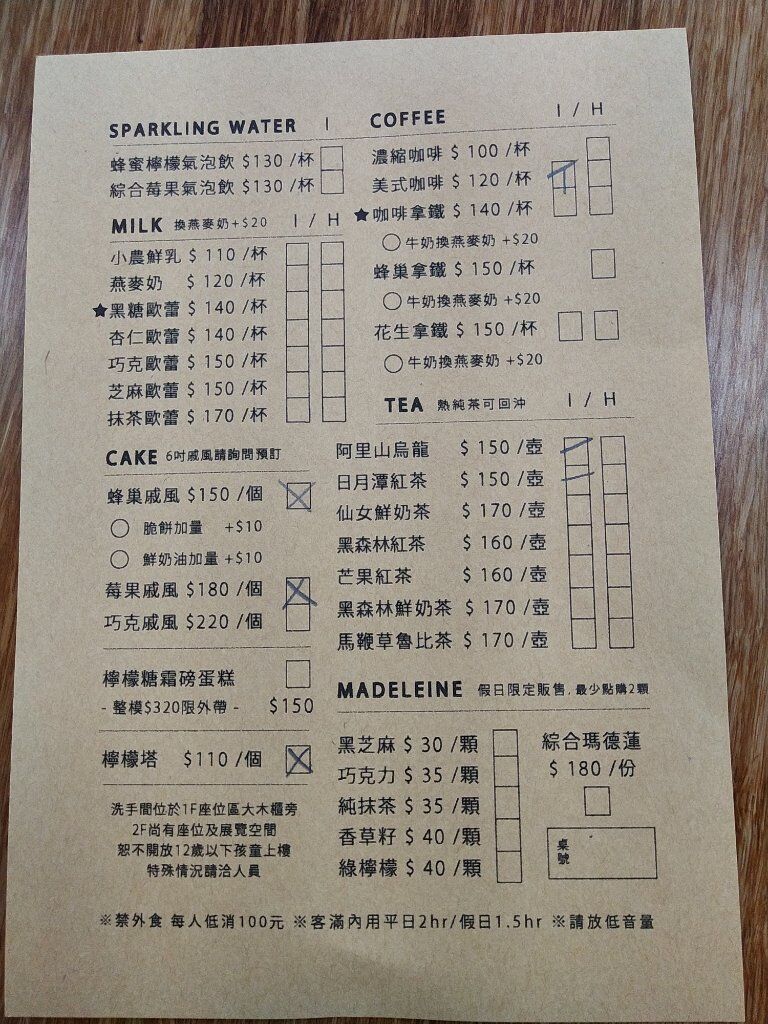 SPARKLING WATER I
蜂蜜檸檬氣泡飲 $130 /杯
綜合莓果氣泡飲 $130 /杯
MILK 換燕麥奶+$20 I / H
小農鮮乳 $ 110 /杯
燕麥奶 $ 120 /杯
★黑糖歐蕾 $ 140 /杯
杏仁歐蕾 $ 140 /杯
巧克歐蕾 $ 150 /杯
芝麻歐蕾 $ 150 /杯
抹茶歐蕾 $ 170 /杯
CAKE 6吋戚風請詢問預訂
蜂巢戚風 $150 /個
脆餅加量 +$10
鮮奶油加量 +$10
莓果戚風 $180 /個
巧克戚風 $220 /個
檸檬糖霜磅蛋糕
- 整模$320限外帶 - $150
檸檬塔 $110 /個
洗手間位於1F座位區大木櫃旁
2F尚有座位及展覽空間
恕不開放12歲以下孩童上樓
特殊情況請洽人員
COFFEE I / H
濃縮咖啡 $ 100 /杯
美式咖啡 $ 120 /杯
★咖啡拿鐵 $ 140 /杯
牛奶換燕麥奶 +$20
蜂巢拿鐵 $ 150 /杯
牛奶換燕麥奶 +$20
花生拿鐵 $ 150 /杯
牛奶換燕麥奶 +$20
TEA 熱純茶可回沖 I / H
阿里山烏龍 $ 150 /壺
日月潭紅茶 $ 150 /壺
仙女鮮奶茶 $ 170 /壺
黑森林紅茶 $ 160 /壺
芒果紅茶 $ 160 /壺
黑森林鮮奶茶 $ 170 /壺
馬鞭草魯比茶 $ 170 /壺
MADELEINE 假日限定販售, 最少點購2顆
黑芝麻 $ 30 /顆
巧克力 $ 35 /顆
純抹茶 $ 35 /顆
香草籽 $ 40 /顆
綠檸檬 $ 40 /顆
綜合瑪德蓮
$ 180 /份
桌號
※禁外食 每人低消100元 ※客滿內用平日2hr/假日1.5hr ※請放低音量